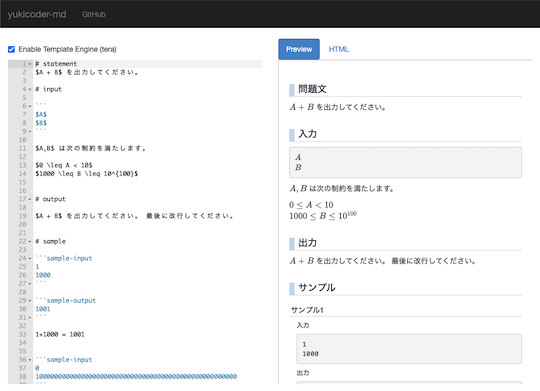 yukicoder-md GitHub
Enable Template Engine (tera)
1 # statement
2 $A + B$ を出力してください。
3
4 # input
5
6 ```
7 $A$
8 $B$
9 ```
10
11 $A,B$ は次の制約を満たします。
12
13 $0 \leq A < 10$
14 $1000 \leq B \leq 10^{100}$
15
16
17 # output
18
19 $A + B$ を出力してください。 最後に改行してください。
20
21
22 # sample
23
24 ```sample-input
25 1
26 1000
27 ```
28
29 ```sample-output
30 1001
31 ```
32
33 1+1000 = 1001
34
35
36 ```sample-input
37 0
38
Preview HTML
問題文
A + B を出力してください。
入力
A
B
A, B は次の制約を満たします。
0 ≤ A < 10
1000 ≤ B ≤ 10^100
出力
A + B を出力してください。 最後に改行してください。
サンプル
サンプル1
入力
1
1000
出力